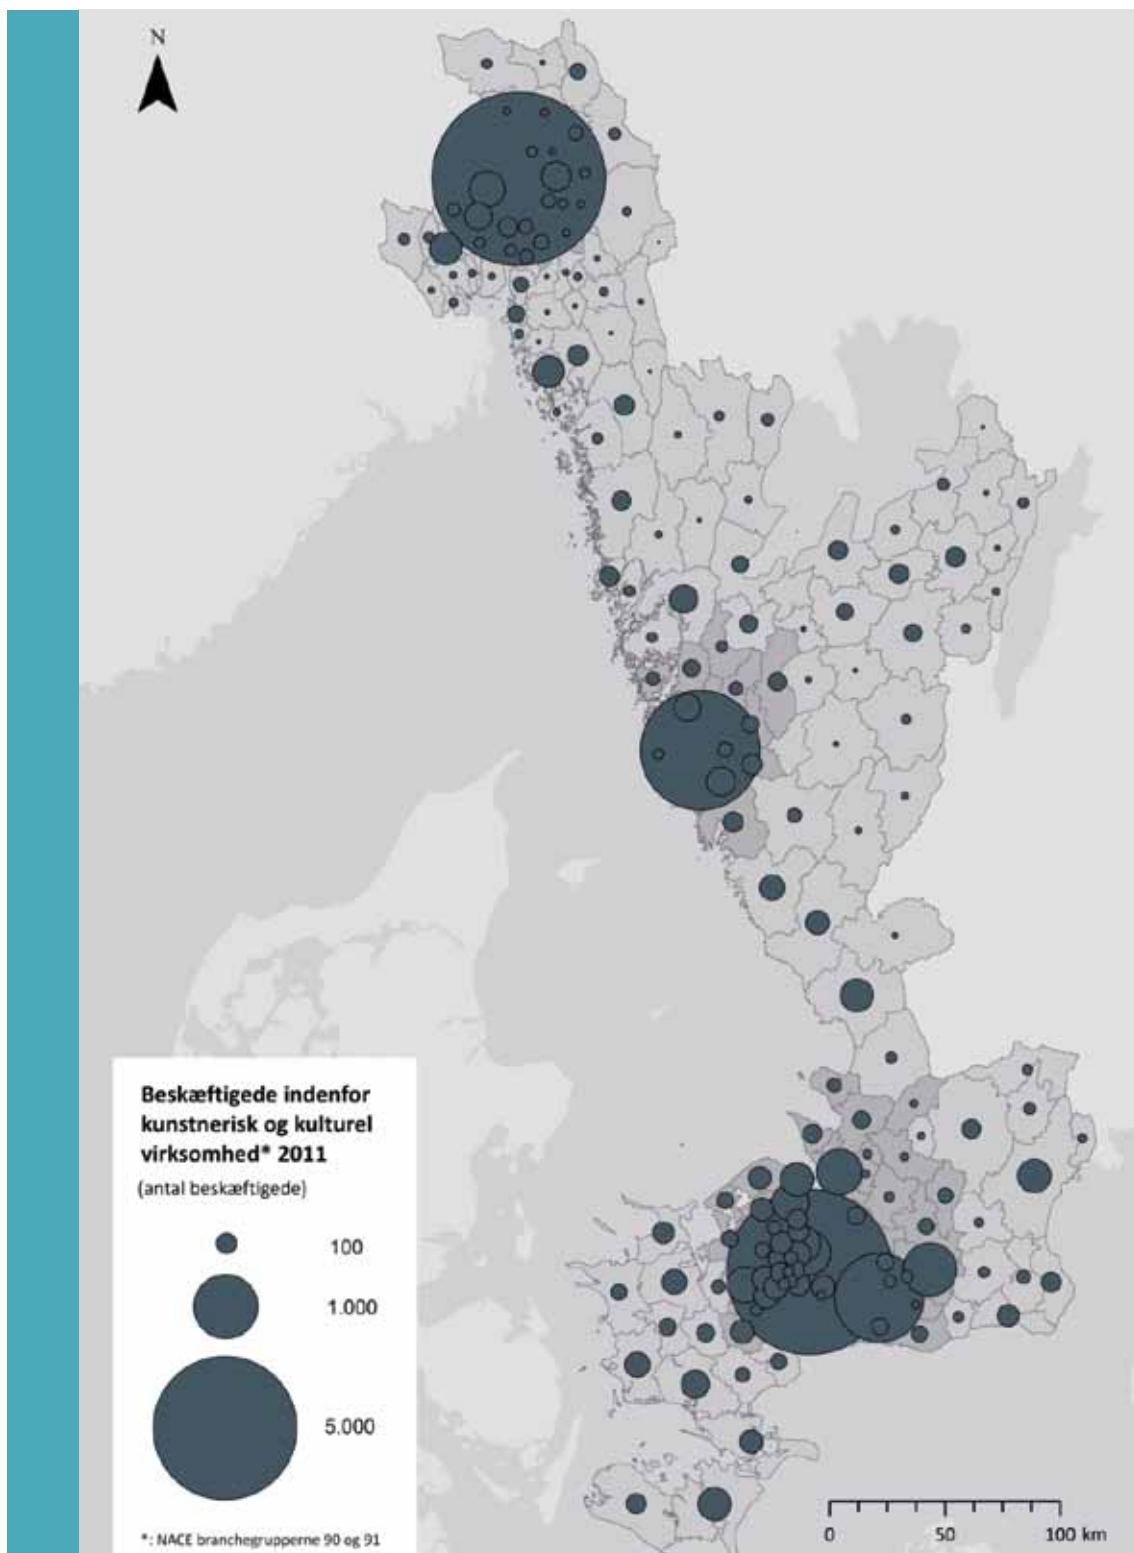 N
Beskæftigede indenfor
kunstnerisk og kulturel
virksomhed* 2011
(antal beskæftigede)
100
1.000
5.000
*: NACE branchegrupperne 90 og 91
0 50 100 km